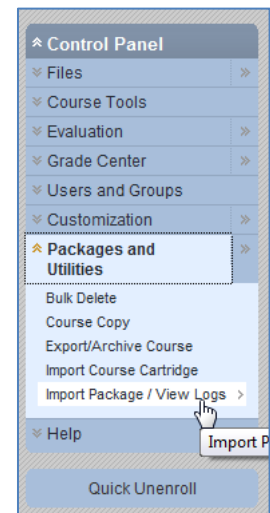 Control Panel
Files
Course Tools
Evaluation
Grade Center
Users and Groups
Customization
Packages and
Utilities
Bulk Delete
Course Copy
Export/Archive Course
Import Course Cartridge
Import Package / View Logs
Help
Import P
Quick Unenroll